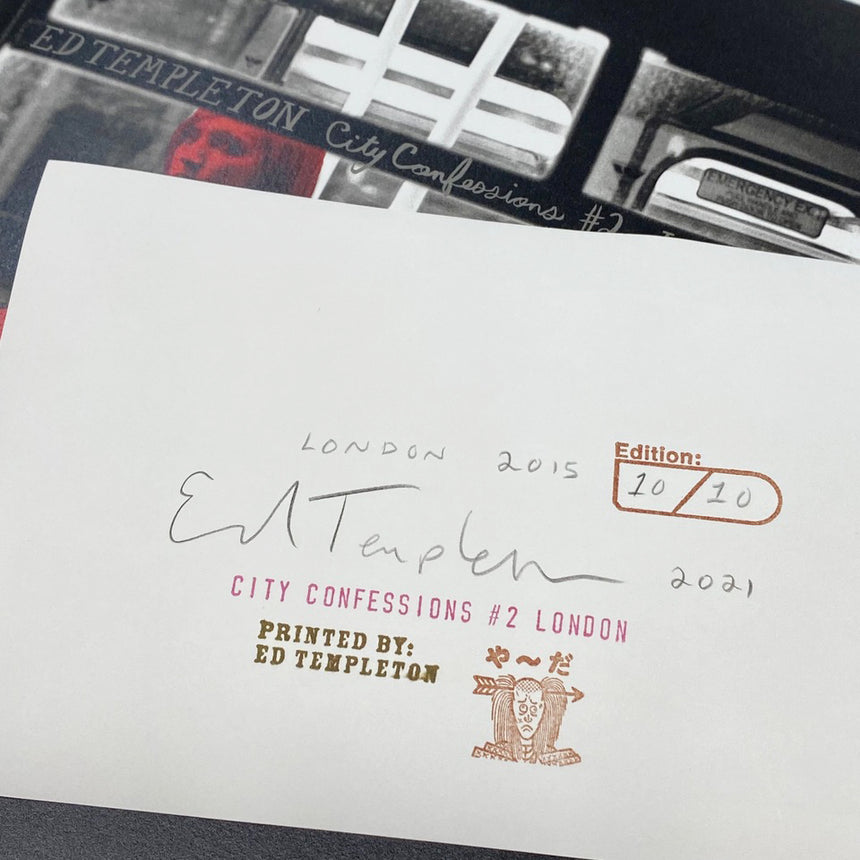 ED TEMPLETON City Confessions #2
EMERGENCY EXIT
LONDON 2015
Edition:
10/10
Ed Templeton
2021
CITY CONFESSIONS #2 LONDON
PRINTED BY:
ED TEMPLETON
や〜だ